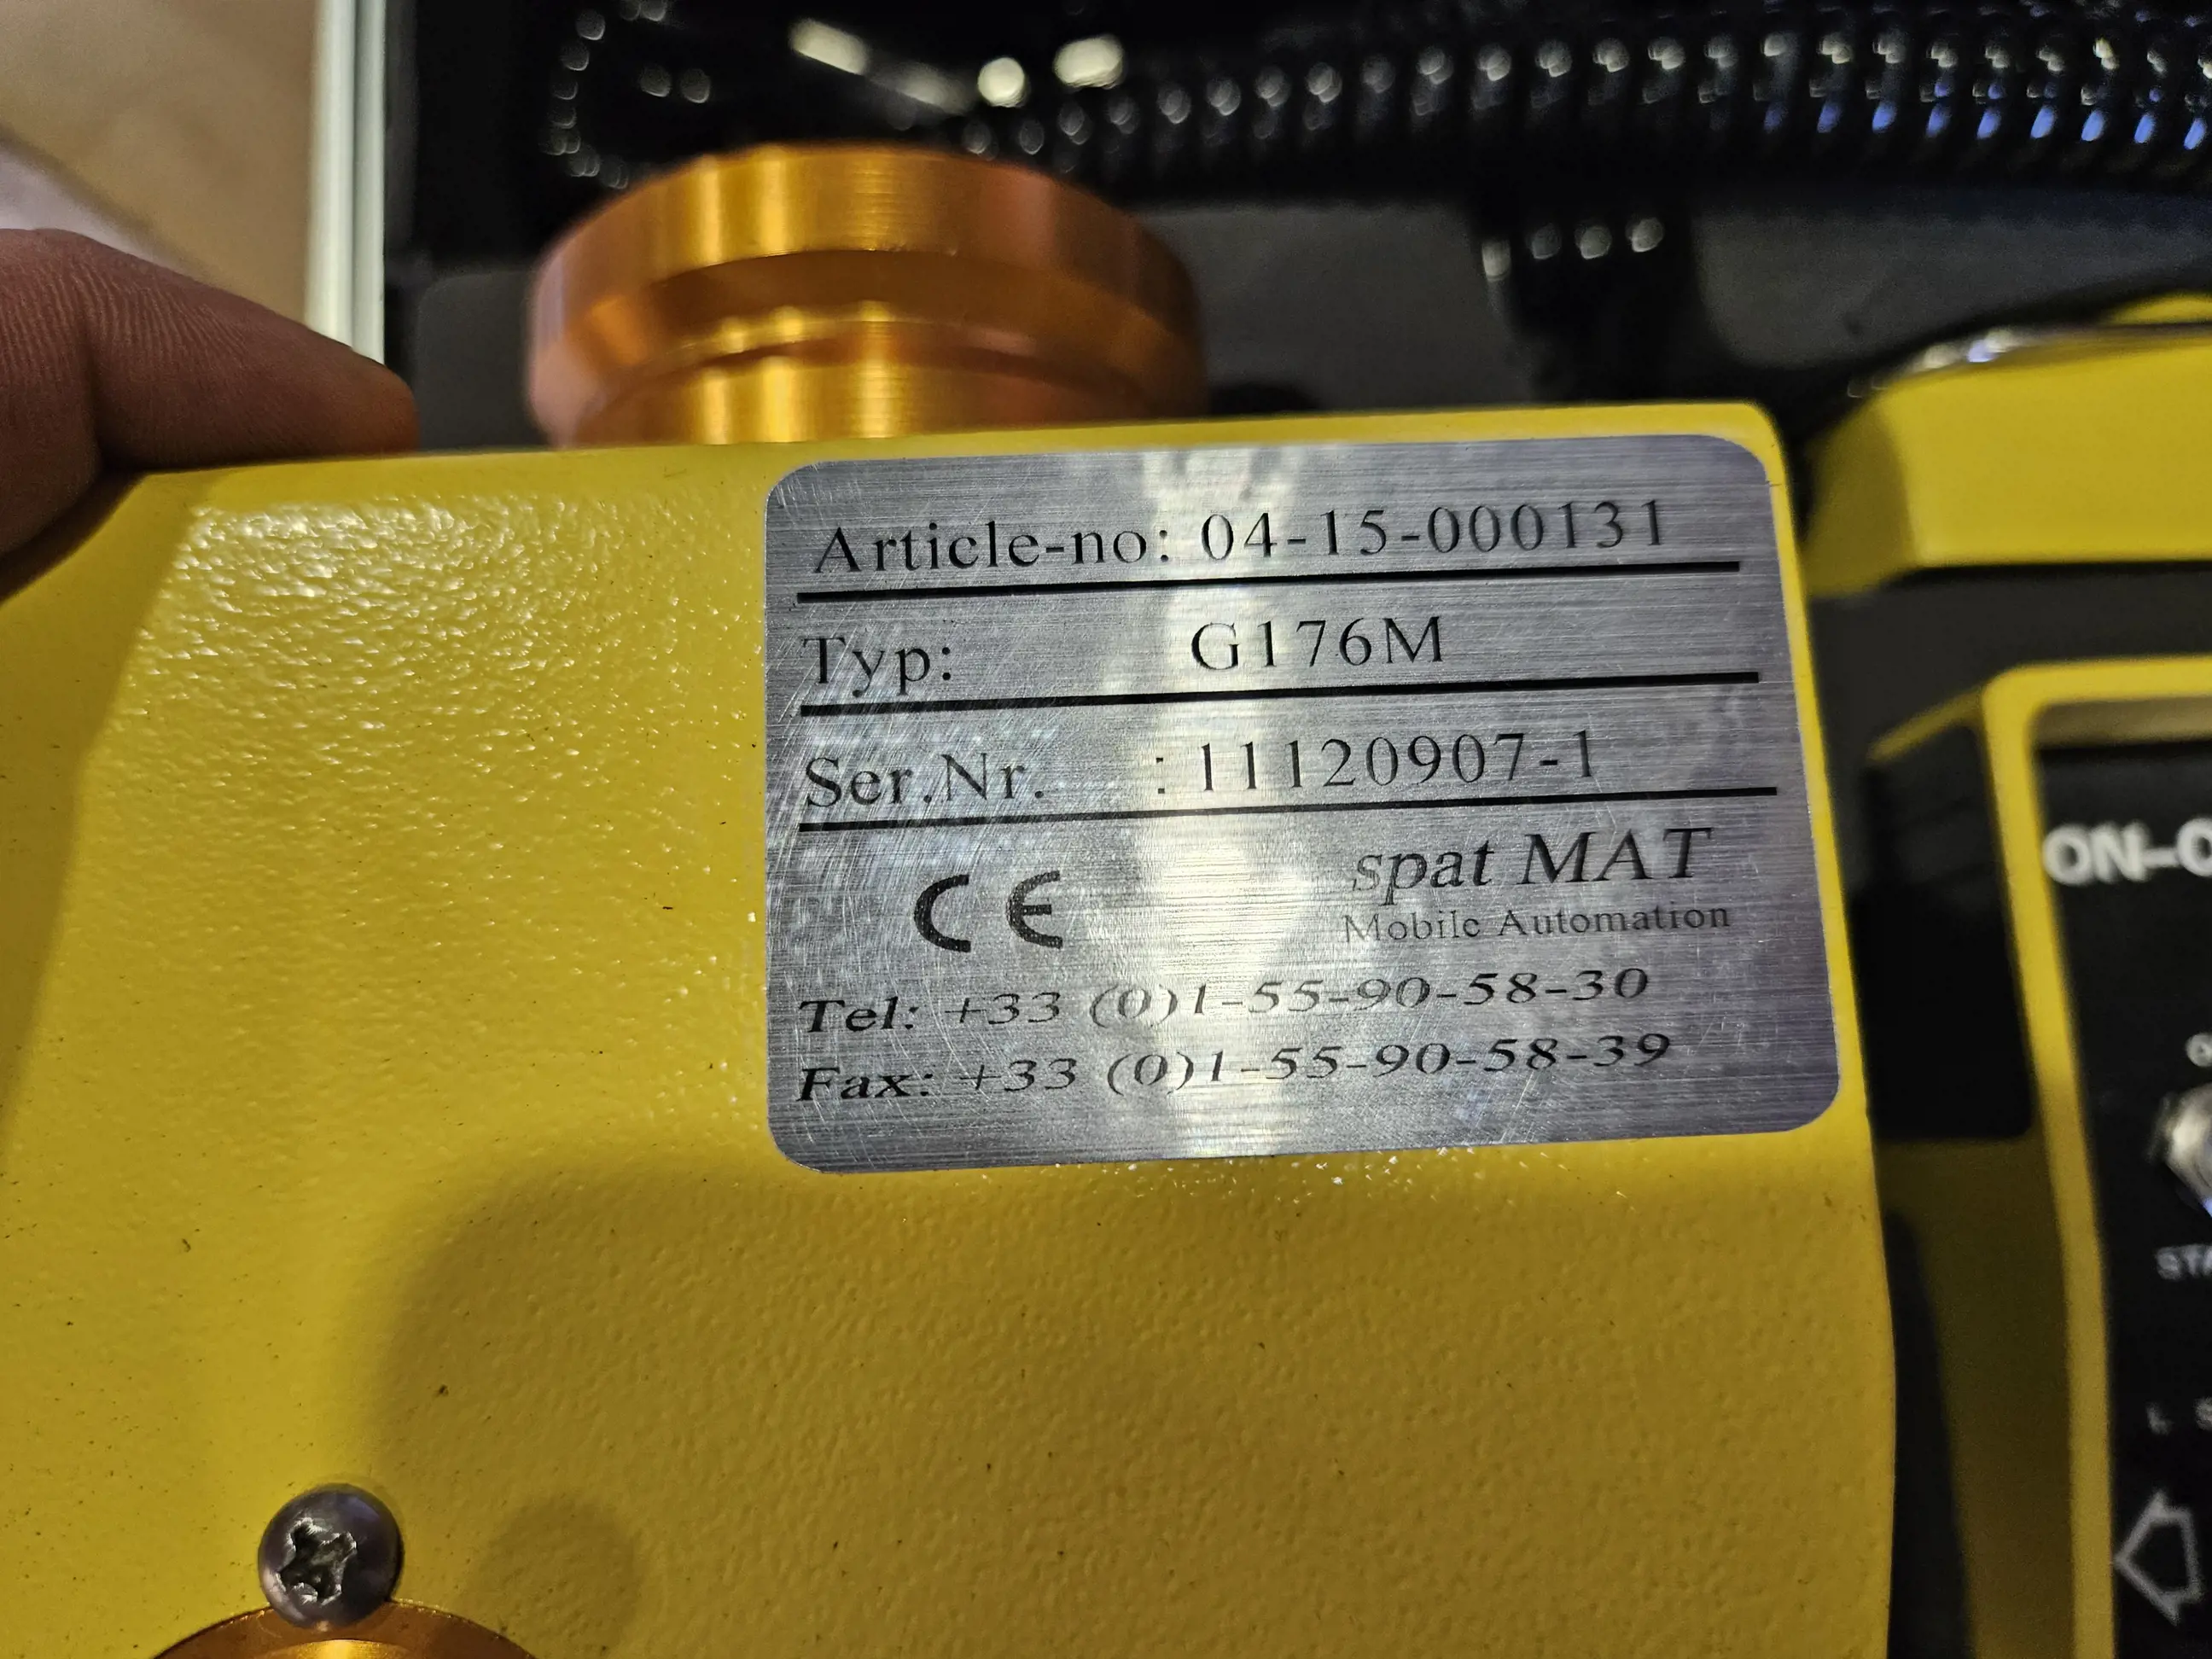 Article-no: 04-15-000131
Typ: G176M
Ser.Nr. : 11120907-1
CE spat MAT
Mobile Automation
Tel: +33 (0)1-55-90-58-30
Fax: +33 (0)1-55-90-58-39